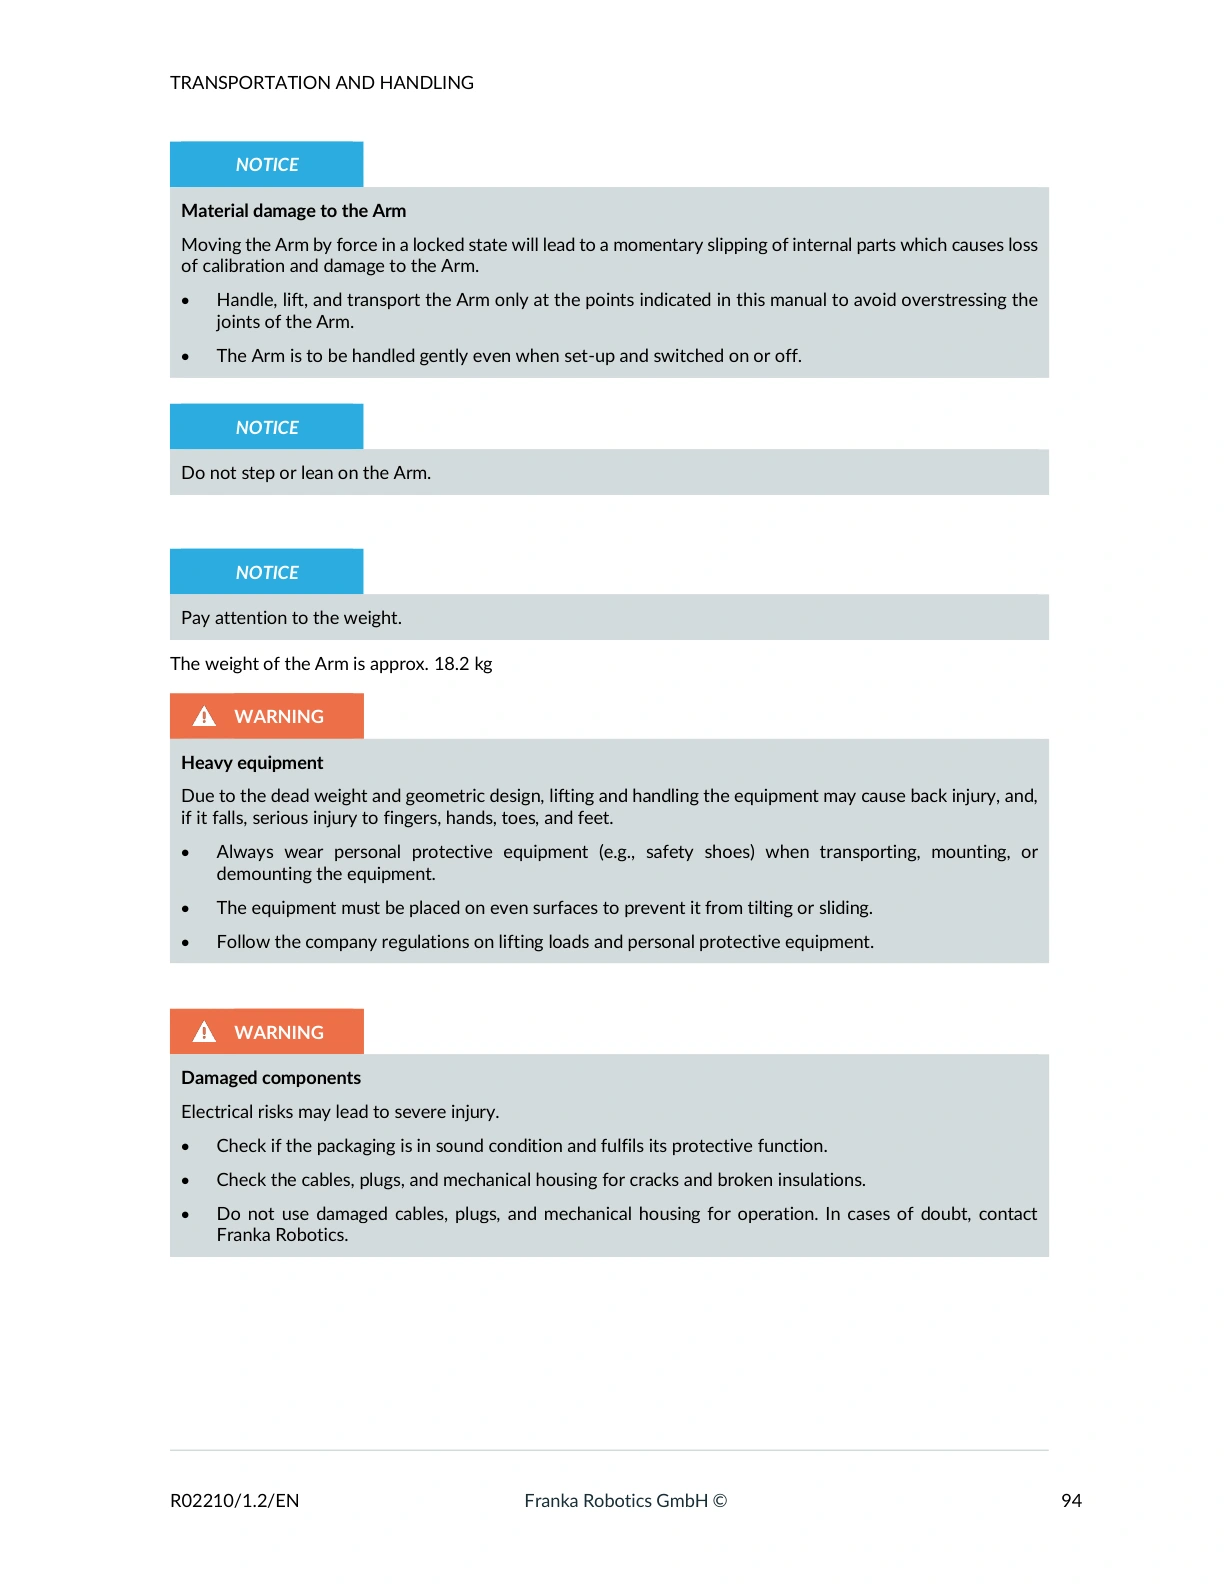 TRANSPORTATION AND HANDLING
NOTICE
Material damage to the Arm
Moving the Arm by force in a locked state will lead to a momentary slipping of internal parts which causes loss
of calibration and damage to the Arm.
• Handle, lift, and transport the Arm only at the points indicated in this manual to avoid overstressing the
joints of the Arm.
• The Arm is to be handled gently even when set-up and switched on or off.
NOTICE
Do not step or lean on the Arm.
NOTICE
Pay attention to the weight.
The weight of the Arm is approx. 18.2 kg
WARNING
Heavy equipment
Due to the dead weight and geometric design, lifting and handling the equipment may cause back injury, and,
if it falls, serious injury to fingers, hands, toes, and feet.
• Always wear personal protective equipment (e.g., safety shoes) when transporting, mounting, or
demounting the equipment.
• The equipment must be placed on even surfaces to prevent it from tilting or sliding.
• Follow the company regulations on lifting loads and personal protective equipment.
WARNING
Damaged components
Electrical risks may lead to severe injury.
• Check if the packaging is in sound condition and fulfils its protective function.
• Check the cables, plugs, and mechanical housing for cracks and broken insulations.
• Do not use damaged cables, plugs, and mechanical housing for operation. In cases of doubt, contact
Franka Robotics.
R02210/1.2/EN Franka Robotics GmbH © 94